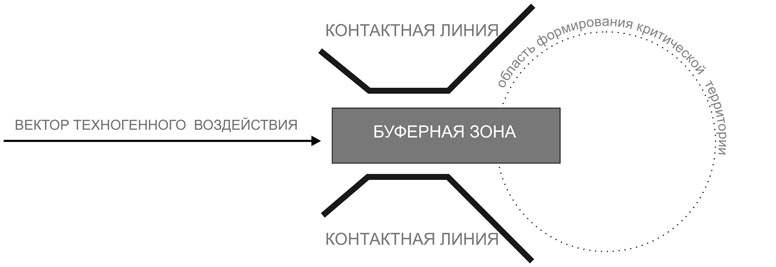 КОНТАКТНАЯ ЛИНИЯ
область формирования критической территории
ВЕКТОР ТЕХНОГЕННОГО ВОЗДЕЙСТВИЯ
БУФЕРНАЯ ЗОНА
КОНТАКТНАЯ ЛИНИЯ